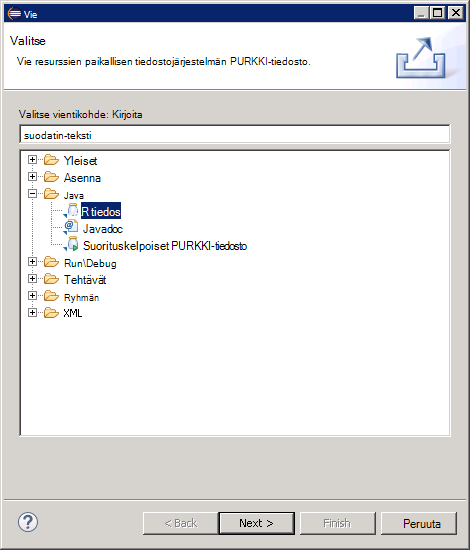 Vie
Valitse
Vie resurssien paikallisen tiedostojärjestelmän PURKKI-tiedosto.
Valitse vientikohde: Kirjoita
suodatin-teksti
Yleiset
Asenna
Java
R tiedos
Javadoc
Suorituskelpoiset PURKKI-tiedosto
Run\Debug
Tehtävät
Ryhmän
XML
?
< Back Next > Finish Peruuta